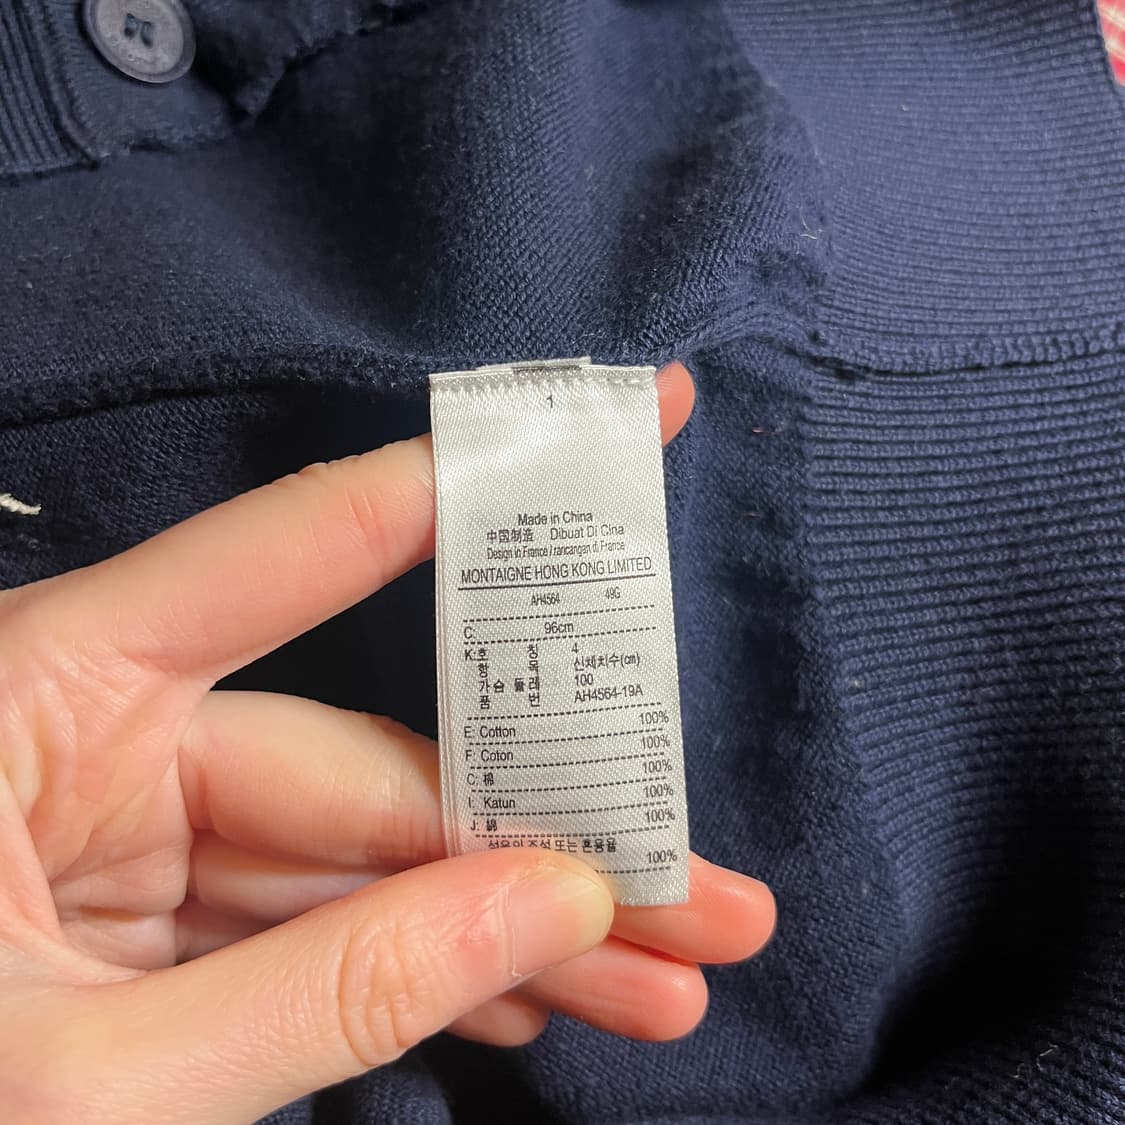 1
Made in China
中国制造 Dibuat Di Cina
Design in France / rancangan di France
MONTAIGNE HONG KONG LIMITED
AH4564 49G
C: 96cm
K:호 칭 4
항 목 신체치수(㎝)
가 슴 둘 레 100
품 번 AH4564-19A
E: Cotton 100%
F: Coton 100%
C: 棉 100%
I: Katun 100%
J: 綿 100%
섬유의 조성 또는 혼용율
100%